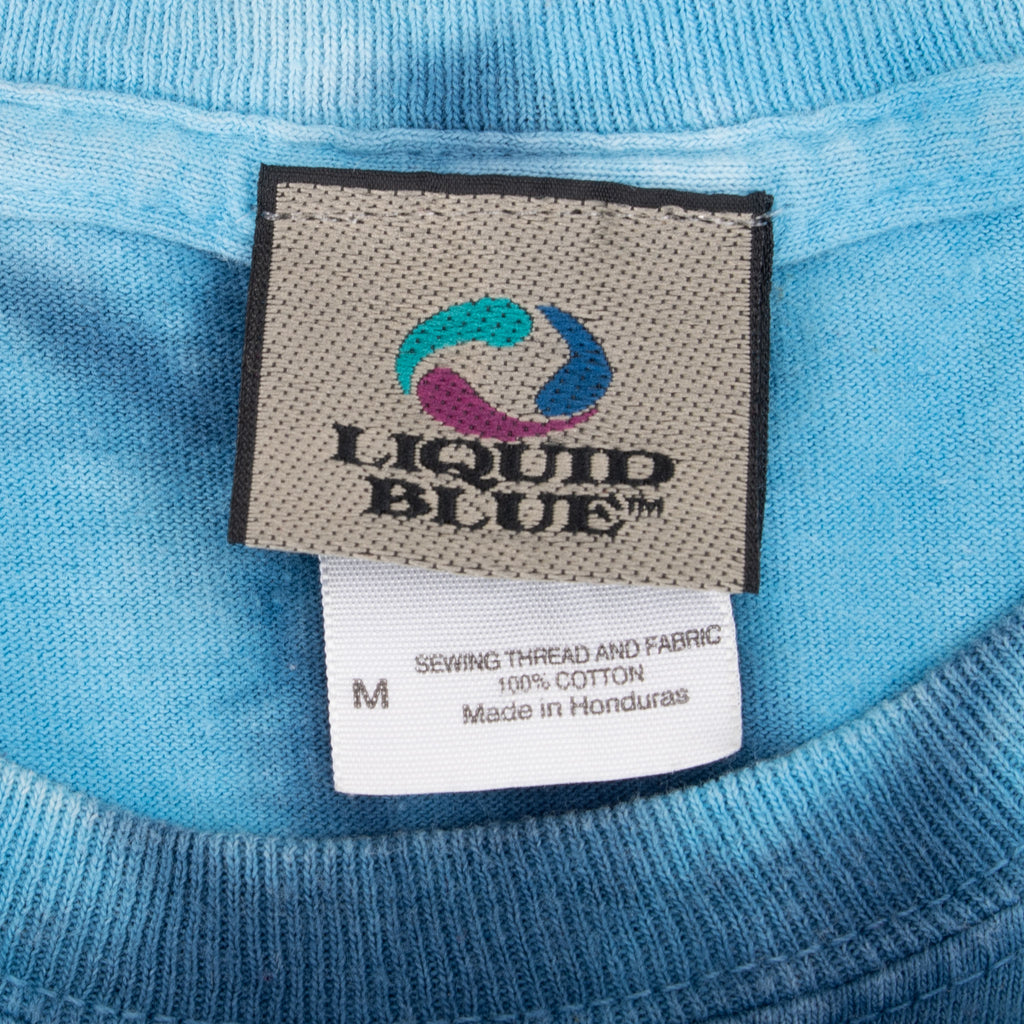 LIQUID
BLUE™
SEWING THREAD AND FABRIC
100% COTTON
M
Made in Honduras